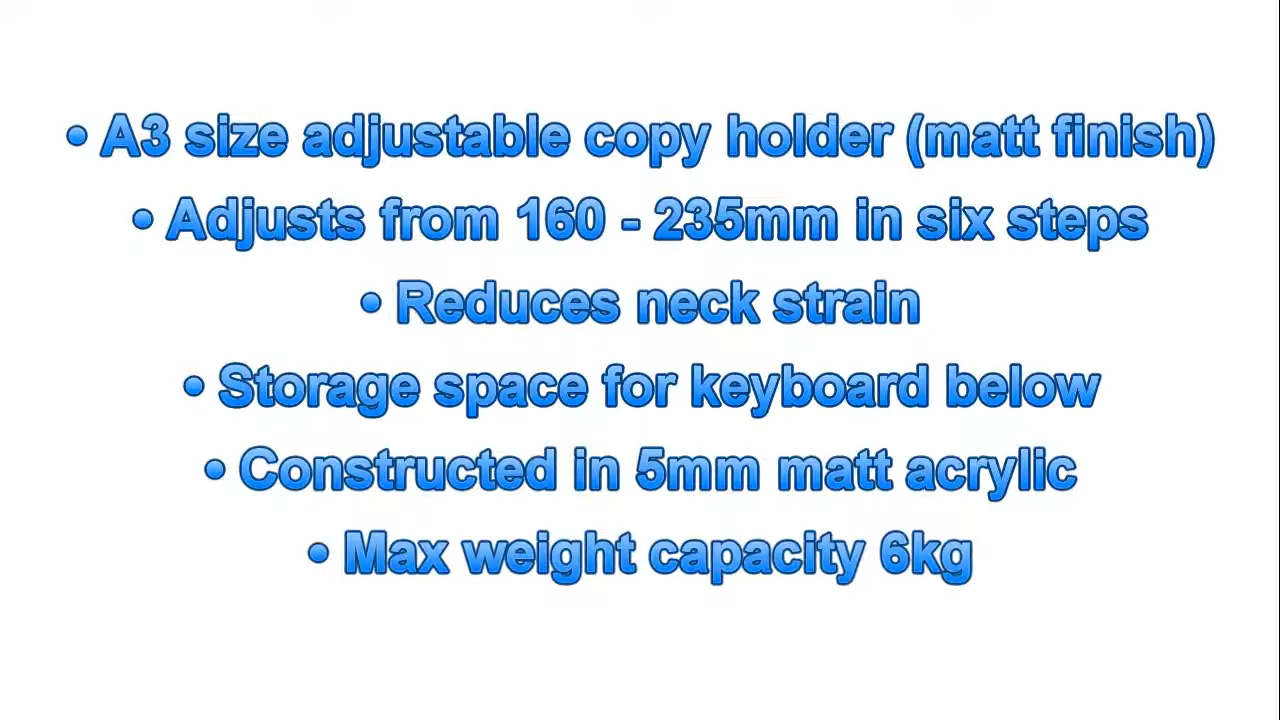 • A3 size adjustable copy holder (matt finish)
• Adjusts from 160 - 235mm in six steps
• Reduces neck strain
• Storage space for keyboard below
• Constructed in 5mm matt acrylic
• Max weight capacity 6kg